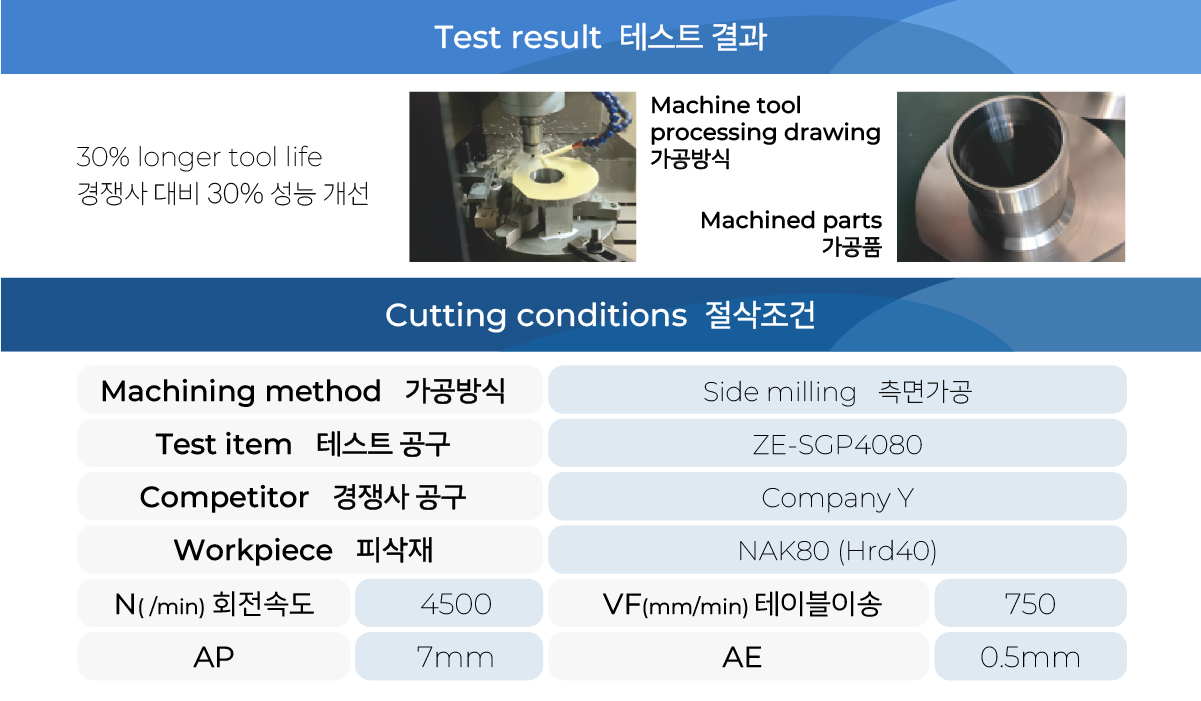 Test result 테스트 결과
30% longer tool life
경쟁사 대비 30% 성능 개선
Machine tool
processing drawing
가공방식
Machined parts
가공품
Cutting conditions 절삭조건
Machining method 가공방식 Side milling 측면가공
Test item 테스트 공구 ZE-SGP4080
Competitor 경쟁사 공구 Company Y
Workpiece 피삭재 NAK80 (Hrd40)
N( /min) 회전속도 4500 VF(mm/min) 테이블이송 750
AP 7mm AE 0.5mm